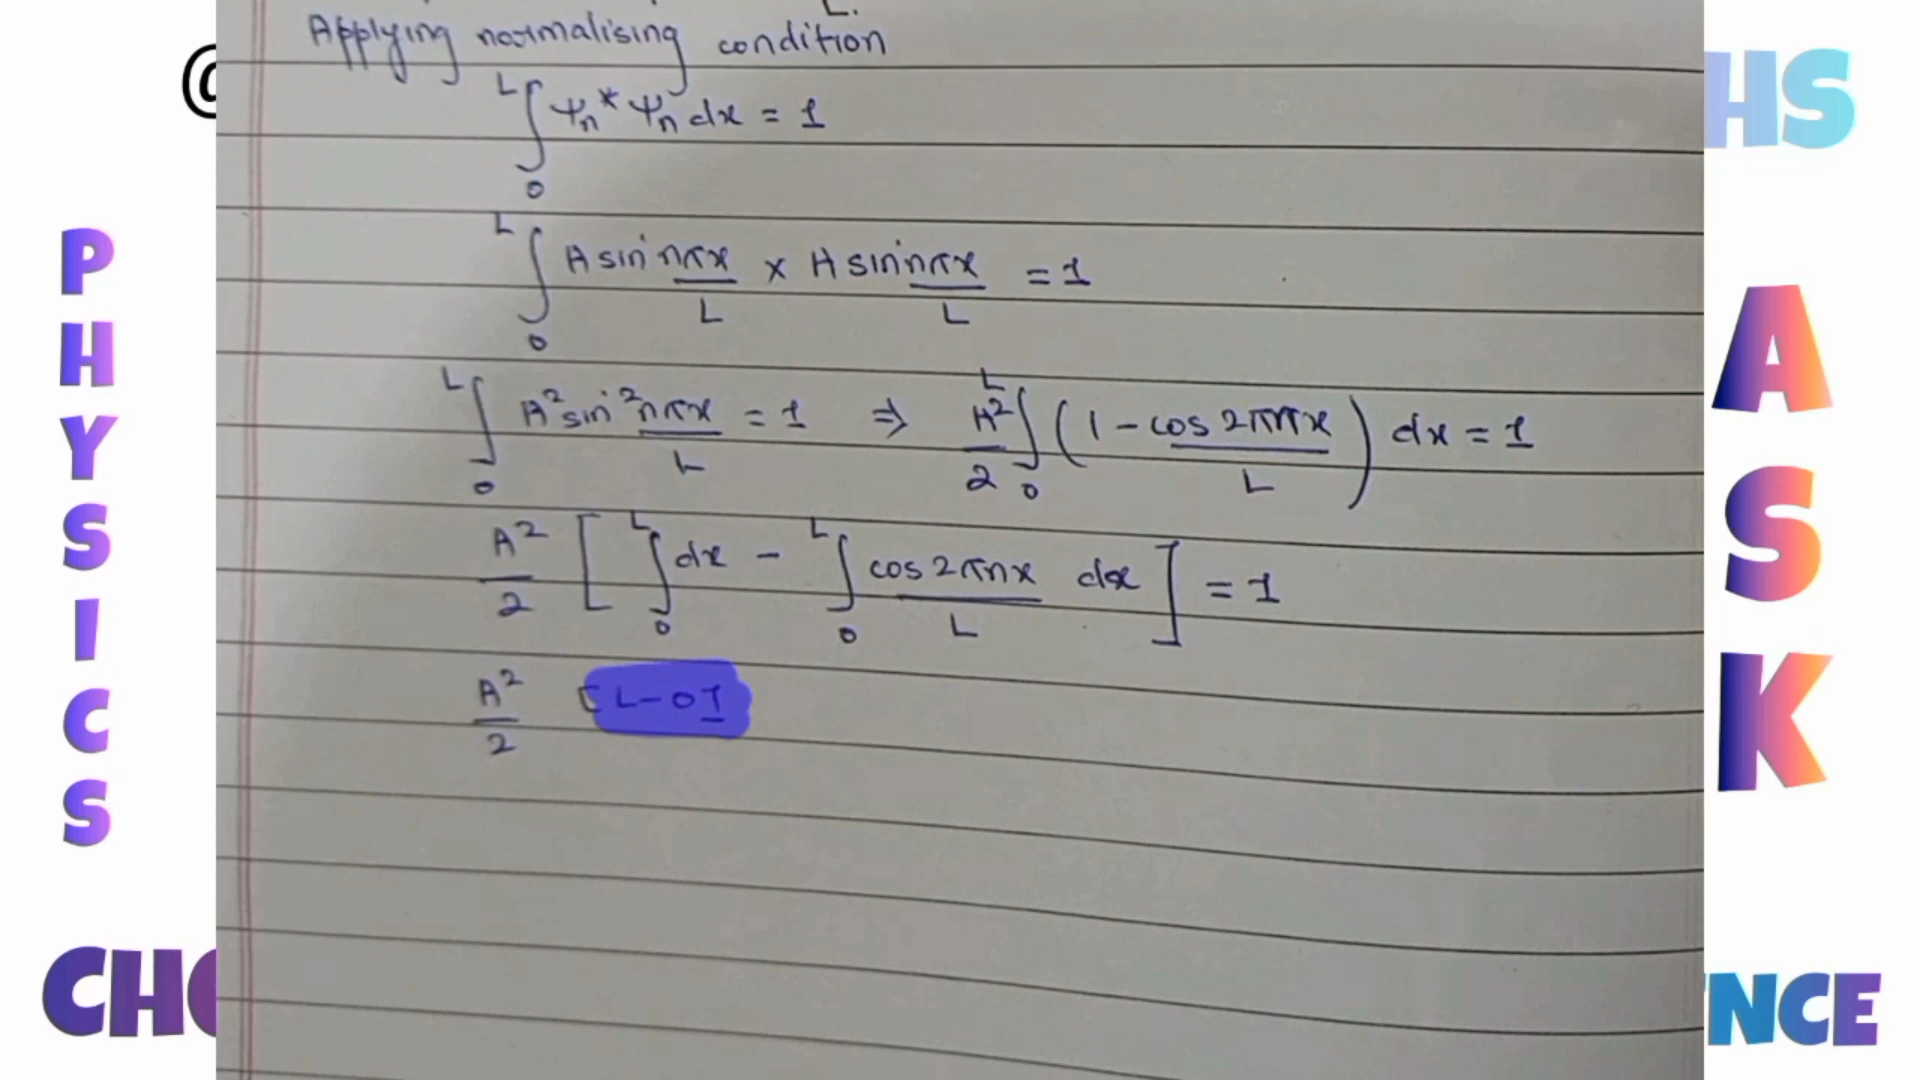 @
HS
PHYSICS
ASK
CHO
ENCE
L.
Applying normalising condition
∫₀ᴸ Ψn* Ψn dx = 1
∫₀ᴸ A sin nπx/L × A sin nπx/L = 1
∫₀ᴸ A² sin² nπx/L = 1 ⇒ A²/2 ∫₀ᴸ (1 - cos 2πnx/L) dx = 1
A²/2 [∫₀ᴸ dx - ∫₀ᴸ cos 2πnx/L dx] = 1
A²/2 [L-0]